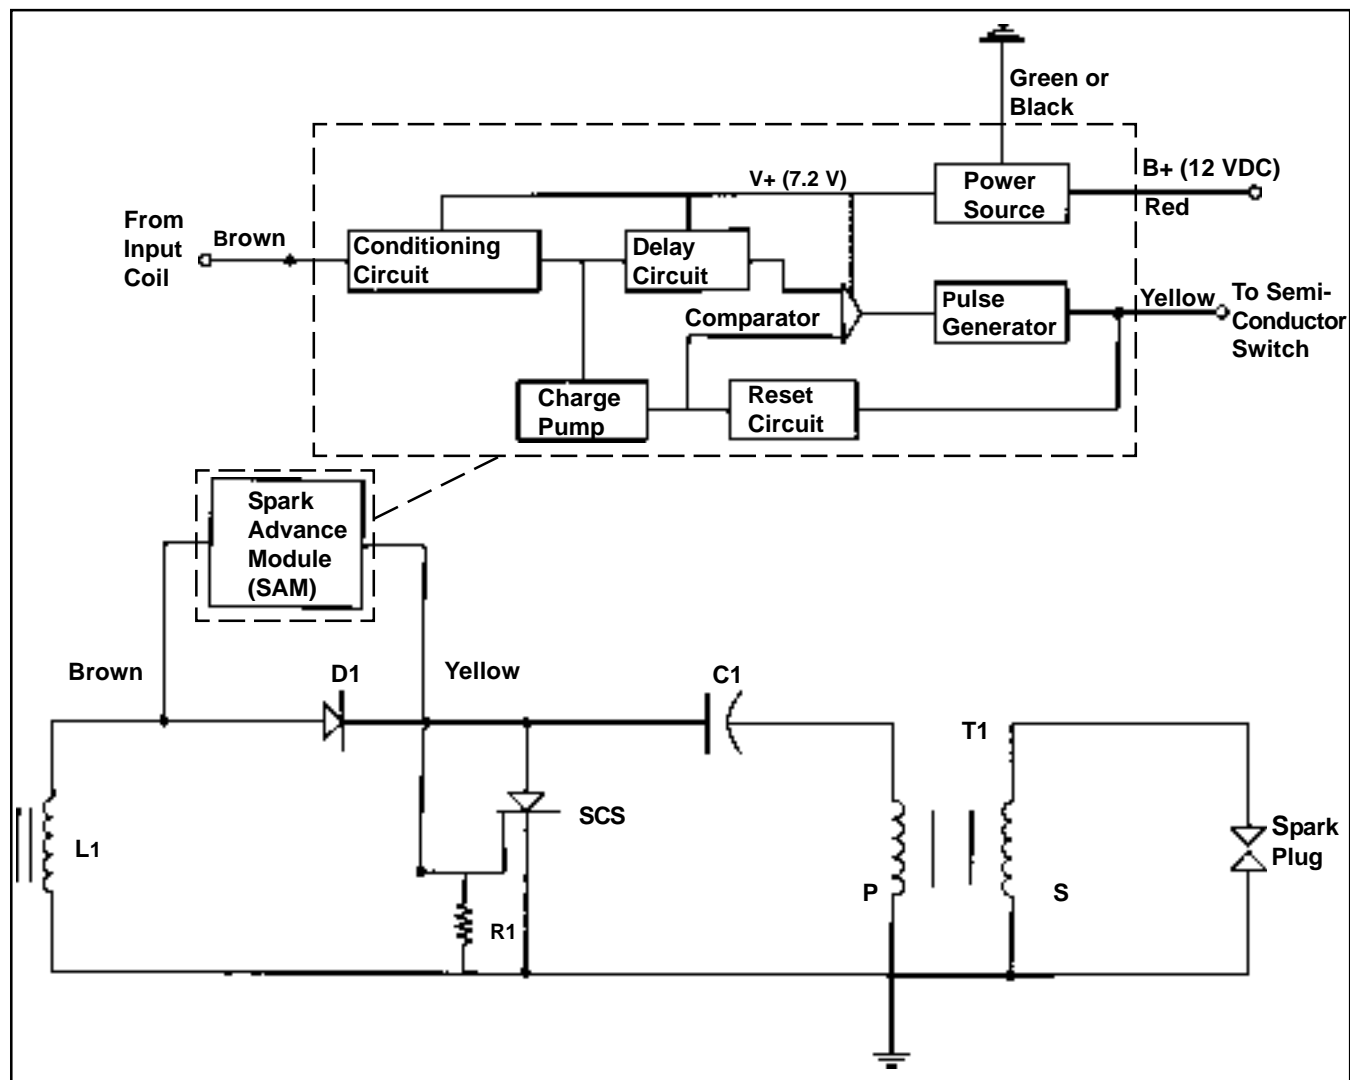 Green or
Black
B+ (12 VDC)
Red
V+ (7.2 V)
Power
Source
From
Input
Coil
Brown
Conditioning
Circuit
Delay
Circuit
Comparator
Pulse
Generator
Yellow
To Semi-
Conductor
Switch
Charge
Pump
Reset
Circuit
Spark
Advance
Module
(SAM)
Brown
D1
Yellow
C1
T1
L1
SCS
R1
P
S
Spark
Plug